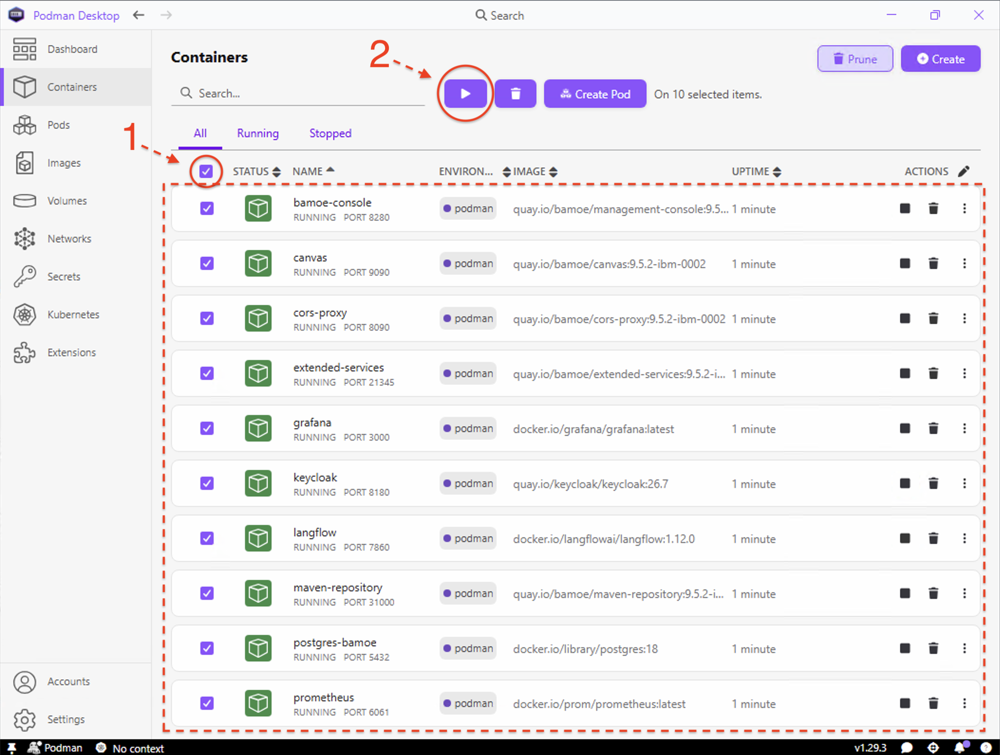 Podman Desktop
Search
Dashboard
Containers
Pods
Images
Volumes
Networks
Secrets
Kubernetes
Extensions
Accounts
Settings
Containers
2
Prune
Create
Search...
Create Pod
On 10 selected items.
1
All Running Stopped
STATUS NAME ENVIRON... IMAGE UPTIME ACTIONS
bamoe-console
RUNNING PORT 8280
podman
quay.io/bamoe/management-console:9.5...
1 minute
canvas
RUNNING PORT 9090
podman
quay.io/bamoe/canvas:9.5.2-ibm-0002
1 minute
cors-proxy
RUNNING PORT 8090
podman
quay.io/bamoe/cors-proxy:9.5.2-ibm-0002
1 minute
extended-services
RUNNING PORT 21345
podman
quay.io/bamoe/extended-services:9.5.2-i...
1 minute
grafana
RUNNING PORT 3000
podman
docker.io/grafana/grafana:latest
1 minute
keycloak
RUNNING PORT 8180
podman
quay.io/keycloak/keycloak:26.7
1 minute
langflow
RUNNING PORT 7860
podman
docker.io/langflowai/langflow:1.12.0
1 minute
maven-repository
RUNNING PORT 31000
podman
quay.io/bamoe/maven-repository:9.5.2-i...
1 minute
postgres-bamoe
RUNNING PORT 5432
podman
docker.io/library/postgres:18
1 minute
prometheus
RUNNING PORT 6061
podman
docker.io/prom/prometheus:latest
1 minute
Podman No context v1.29.3